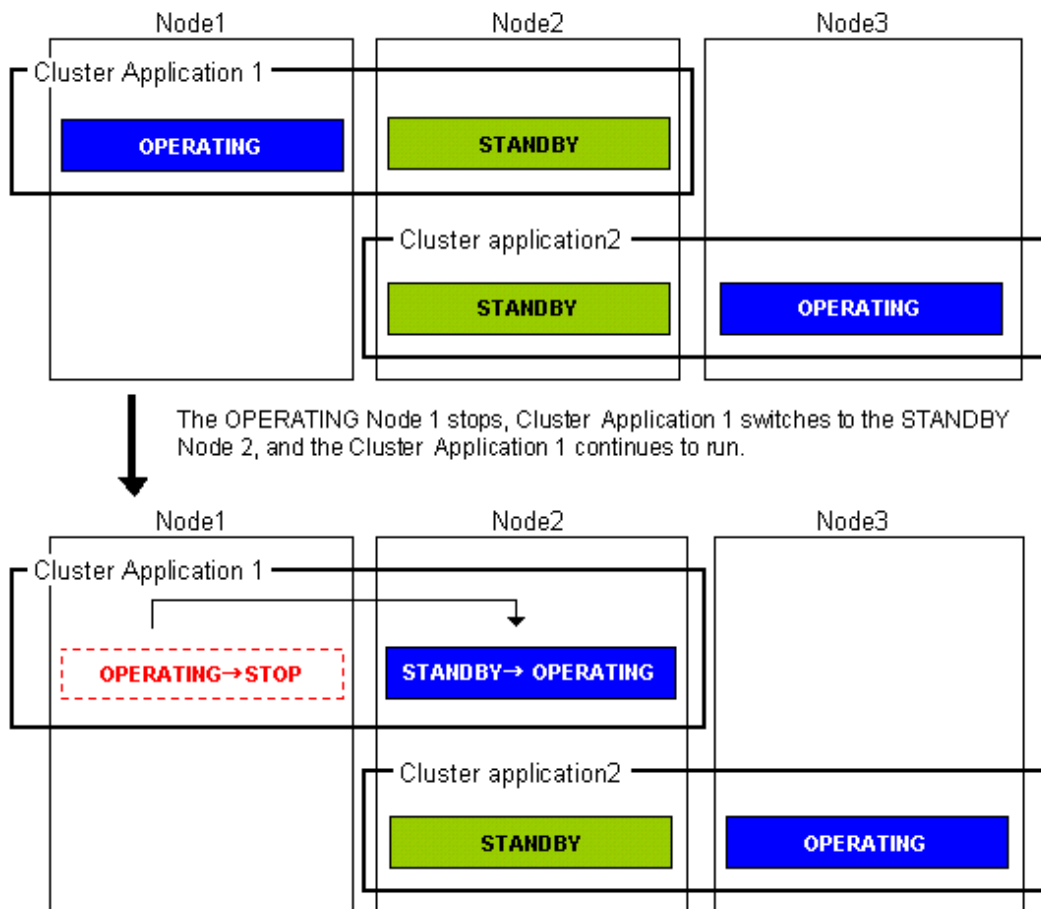 Node1 Node2 Node3
Cluster Application 1
OPERATING STANDBY
Cluster application2
STANDBY OPERATING
The OPERATING Node 1 stops, Cluster Application 1 switches to the STANDBY
Node 2, and the Cluster Application 1 continues to run.
Node1 Node2 Node3
Cluster Application 1
OPERATING→STOP STANDBY→ OPERATING
Cluster application2
STANDBY OPERATING